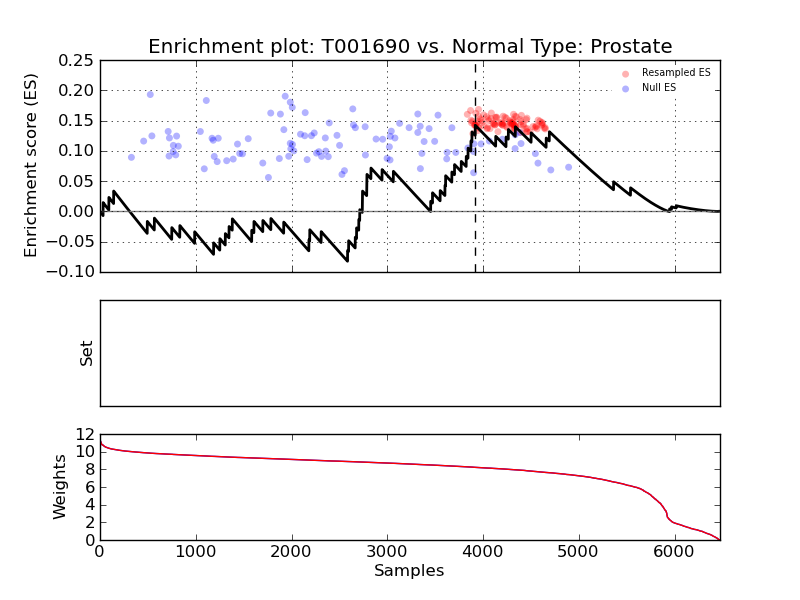 Enrichment plot: T001690 vs. Normal Type: Prostate
Enrichment score (ES)
0.25
0.20
0.15
0.10
0.05
0.00
−0.05
−0.10
Resampled ES
Null ES
Set
Weights
12
10
8
6
4
2
0
0 1000 2000 3000 4000 5000 6000
Samples